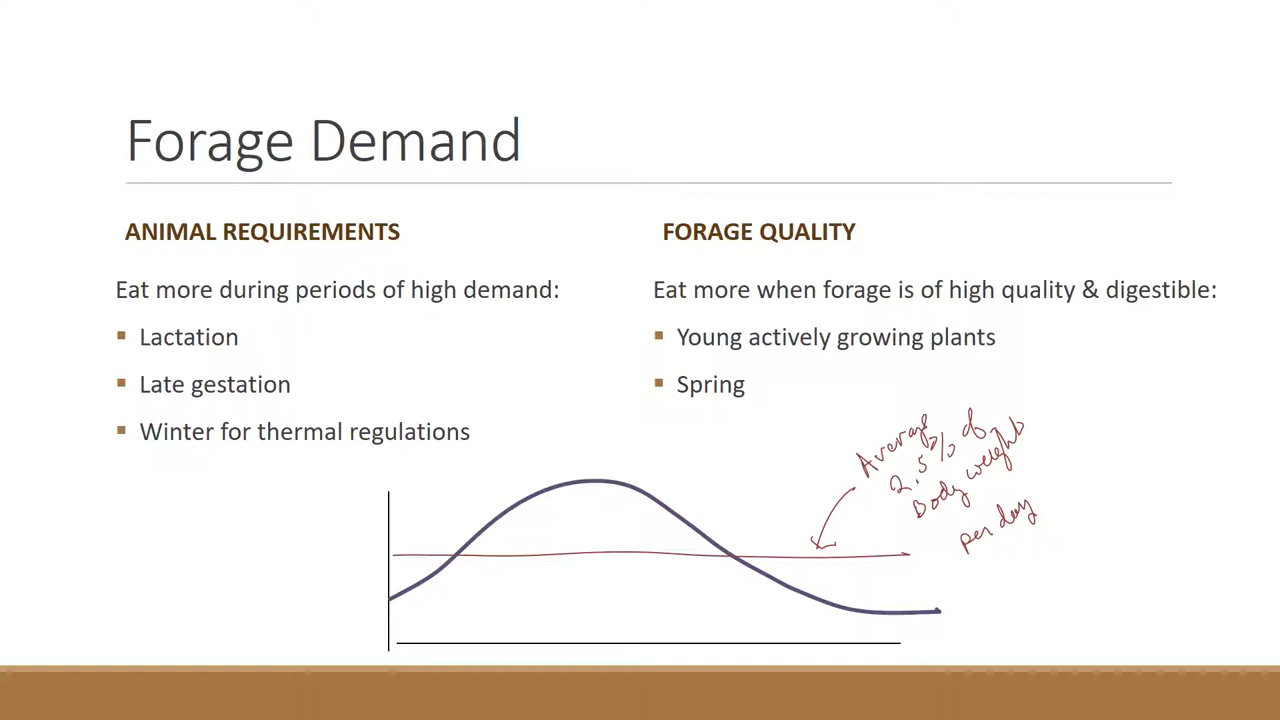 Forage Demand
ANIMAL REQUIREMENTS
Eat more during periods of high demand:
▪ Lactation
▪ Late gestation
▪ Winter for thermal regulations
FORAGE QUALITY
Eat more when forage is of high quality & digestible:
▪ Young actively growing plants
▪ Spring
Average
2.5% of
Body weight
per day